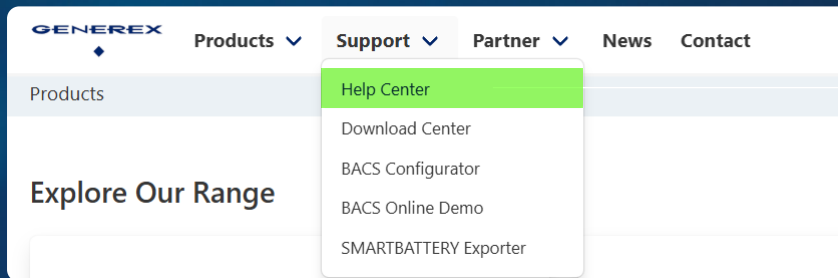 GENEREX
Products Support Partner News Contact
Products
Help Center
Download Center
BACS Configurator
BACS Online Demo
SMARTBATTERY Exporter
Explore Our Range